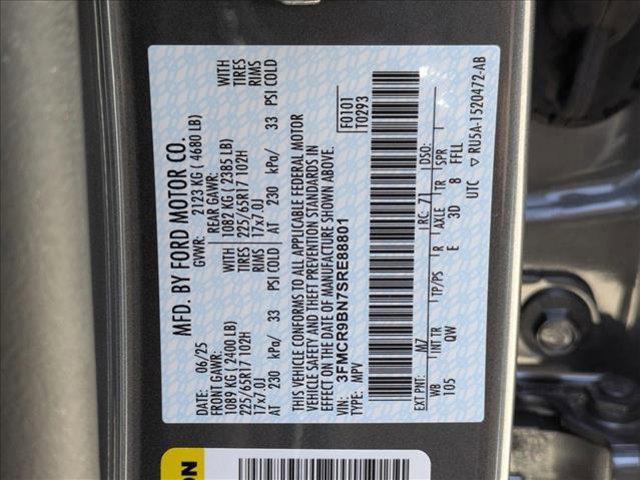 MFD. BY FORD MOTOR CO.
DATE: 06/25 GVWR: 2123 KG ( 4680 LB)
FRONT GAWR: REAR GAWR:
1089 KG ( 2400 LB) WITH 1082 KG ( 2385 LB) WITH
225/65R17 102H TIRES 225/65R17 102H TIRES
17x7.0J RIMS 17x7.0J RIMS
AT 230 kPa/ 33 PSI COLD AT 230 kPa/ 33 PSI COLD
THIS VEHICLE CONFORMS TO ALL APPLICABLE FEDERAL MOTOR
VEHICLE SAFETY AND THEFT PREVENTION STANDARDS IN
EFFECT ON THE DATE OF MANUFACTURE SHOWN ABOVE.
VIN: 3FMCR9BN7SRE88801 F0101
TYPE: MPV T0293
EXT PNT: M7 RC: 71 DSO:
WB INT TR TP/PS R AXLE TR SPR
105 QW E 3D 8 FFLL
UTC ▽ RU5A-1520472-AB
ON